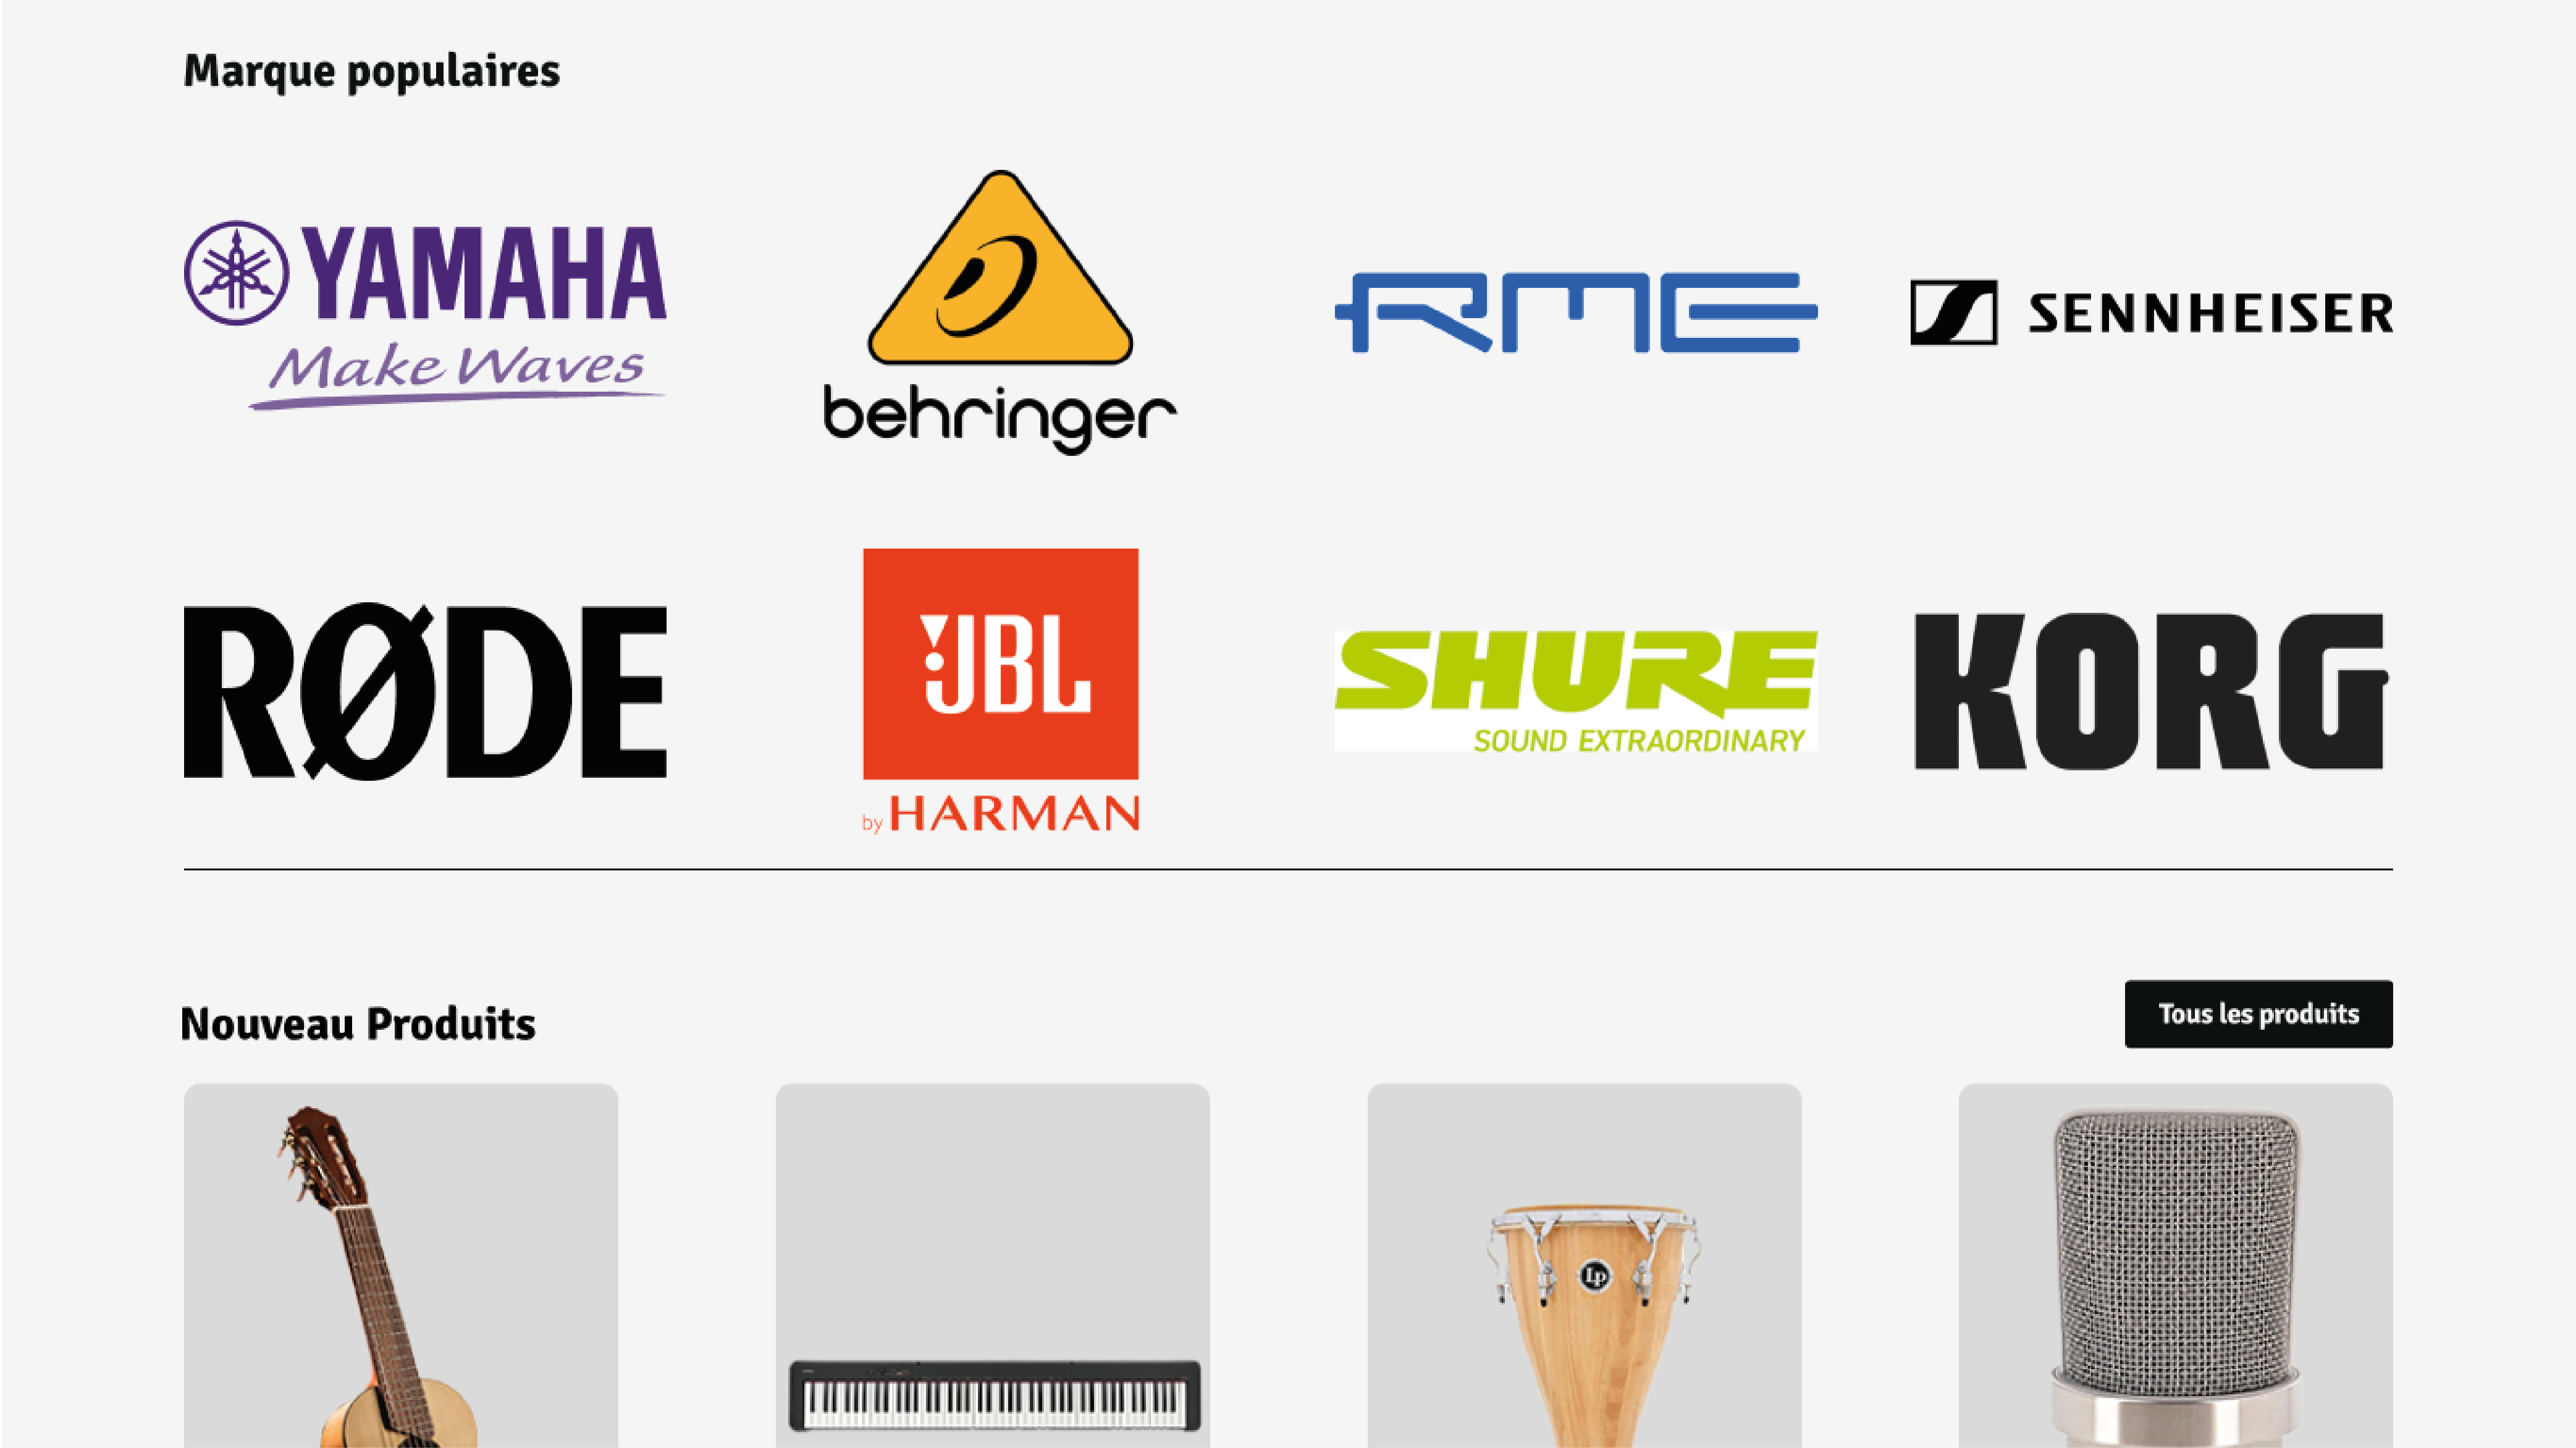 Marque populaires
YAMAHA
Make Waves
behringer
RME
SENNHEISER
RØDE
JBL
by HARMAN
SHURE
SOUND EXTRAORDINARY
KORG
Nouveau Produits
Tous les produits
LP